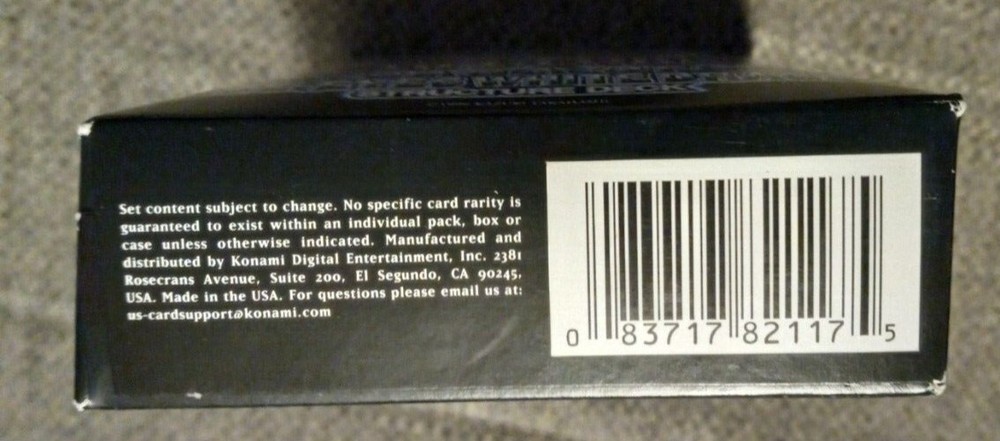 STRUCTURE DECK
Set content subject to change. No specific card rarity is
guaranteed to exist within an individual pack, box or
case unless otherwise indicated. Manufactured and
distributed by Konami Digital Entertainment, Inc. 2381
Rosecrans Avenue, Suite 200, El Segundo, CA 90245,
USA. Made in the USA. For questions please email us at:
us-cardsupport@konami.com
0 83717 82117 5